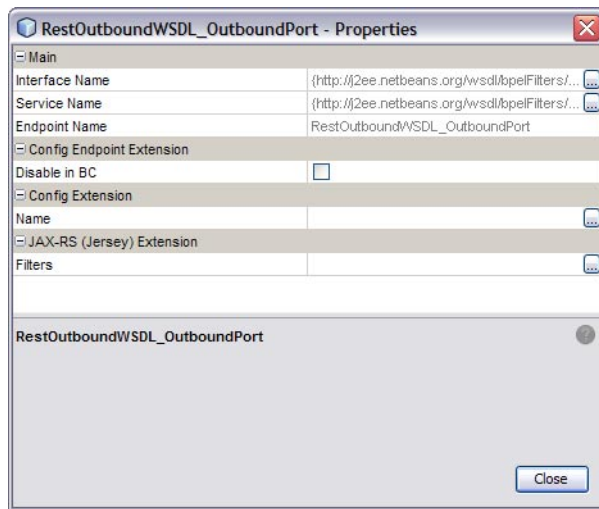 RestOutboundWSDL_OutboundPort - Properties
Main
Interface Name {http://j2ee.netbeans.org/wsdl/bpelFilters/... ...
Service Name {http://j2ee.netbeans.org/wsdl/bpelFilters/... ...
Endpoint Name RestOutboundWSDL_OutboundPort
Config Endpoint Extension
Disable in BC
Config Extension
Name ...
JAX-RS (Jersey) Extension
Filters ...
RestOutboundWSDL_OutboundPort ?
Close